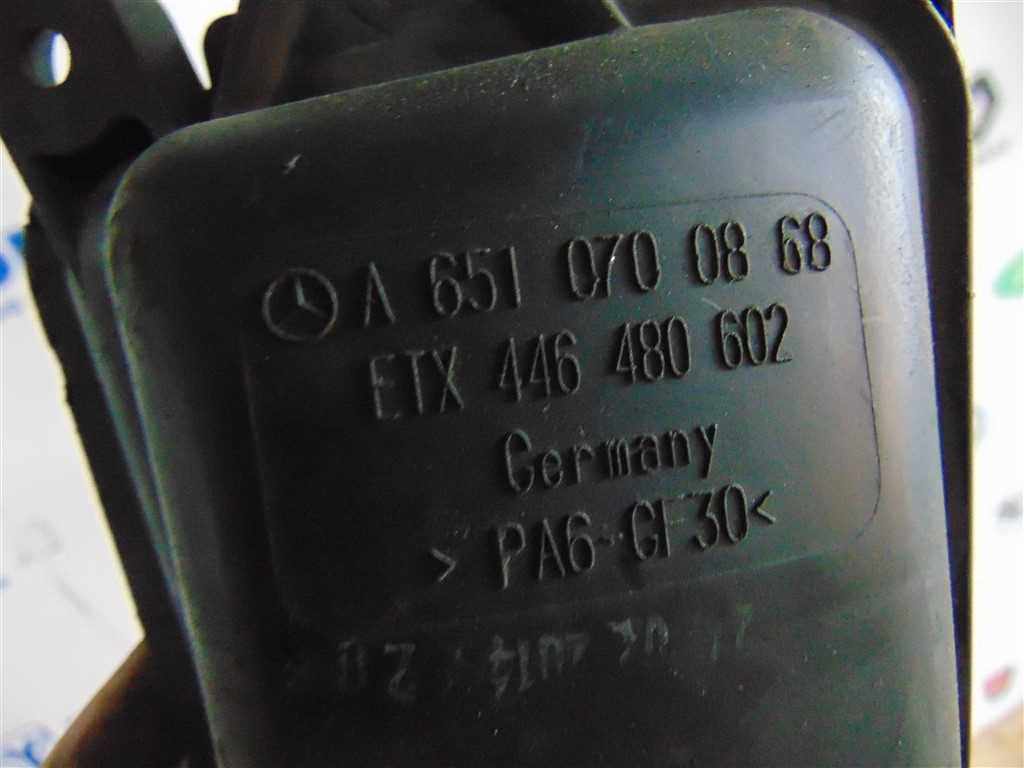 A 651 070 08 68
ETX 446 480 602
Germany
>PA6-GF30<